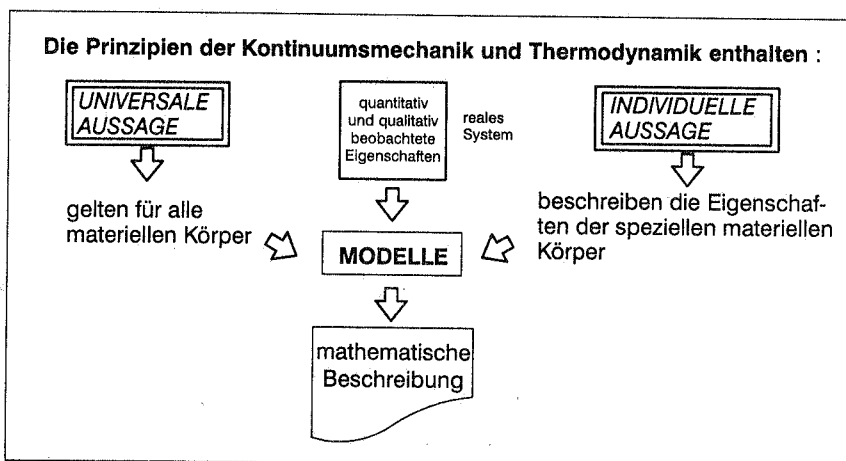 Die Prinzipien der Kontinuumsmechanik und Thermodynamik enthalten :
UNIVERSALE
AUSSAGE
gelten für alle
materiellen Körper
quantitativ
und qualitativ
beobachtete
Eigenschaften
reales
System
INDIVIDUELLE
AUSSAGE
beschreiben die Eigenschaf-
ten der speziellen materiellen
Körper
MODELLE
mathematische
Beschreibung